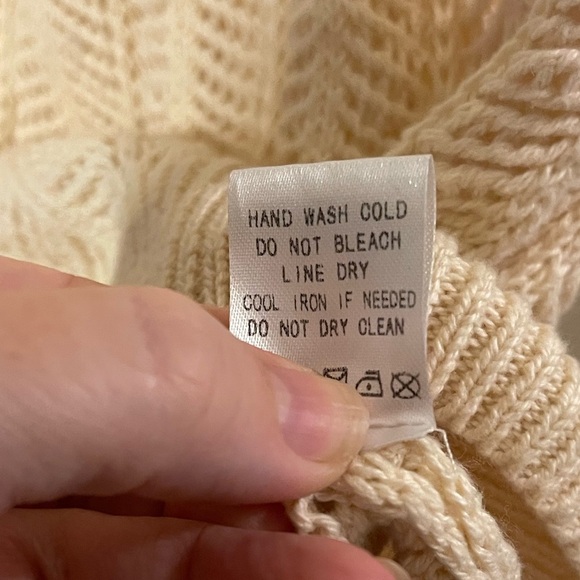 HAND WASH COLD
DO NOT BLEACH
LINE DRY
COOL IRON IF NEEDED
DO NOT DRY CLEAN